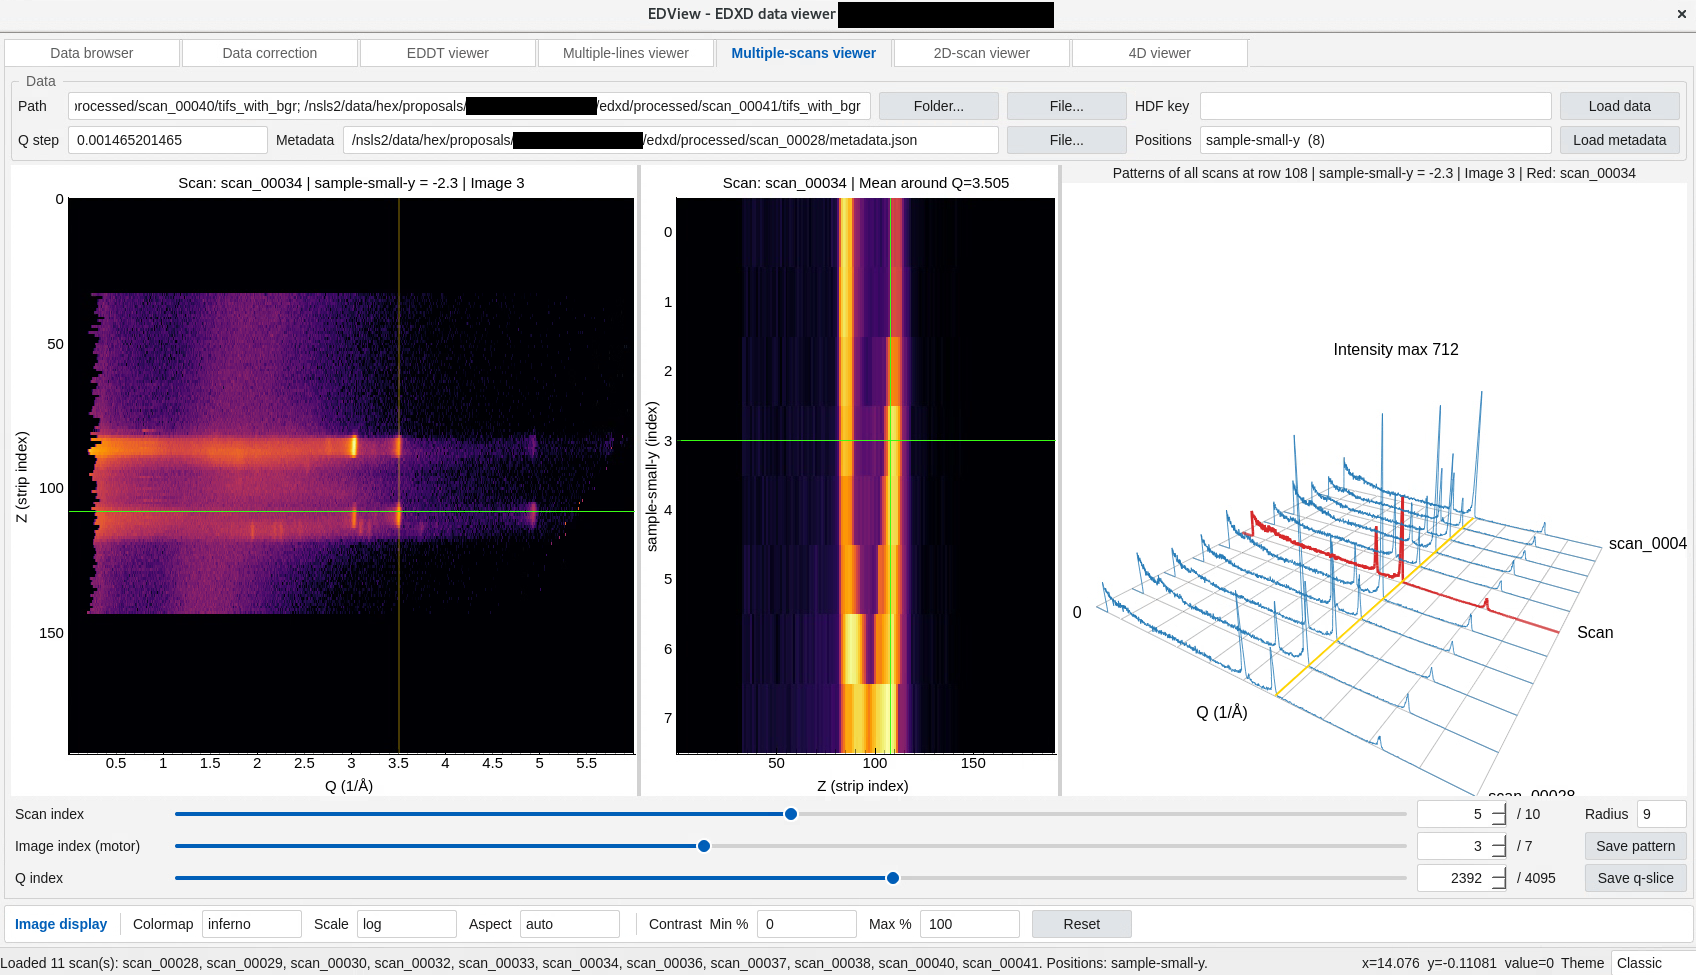 EDView - EDXD data viewer
Data browser
Data correction
EDDT viewer
Multiple-lines viewer
Multiple-scans viewer
2D-scan viewer
4D viewer
Data
Path
processed/scan_00040/tifs_with_bgr; /nsls2/data/hex/proposals/ /edxd/processed/scan_00041/tifs_with_bgr
Folder...
File...
HDF key
Load data
Q step
0.001465201465
Metadata
/nsls2/data/hex/proposals/ /edxd/processed/scan_00028/metadata.json
File...
Positions
sample-small-y (8)
Load metadata
Scan: scan_00034 | sample-small-y = -2.3 | Image 3
0
50
100
150
Z (strip index)
0.5 1 1.5 2 2.5 3 3.5 4 4.5 5 5.5
Q (1/Å)
Scan: scan_00034 | Mean around Q=3.505
0
1
2
3
4
5
6
7
sample-small-y (index)
50 100 150
Z (strip index)
Patterns of all scans at row 108 | sample-small-y = -2.3 | Image 3 | Red: scan_00034
Intensity max 712
scan_0004
0
Scan
Q (1/Å)
scan_00028
Scan index
5
/ 10
Radius
9
Image index (motor)
3
/ 7
Save pattern
Q index
2392
/ 4095
Save q-slice
Image display
Colormap
inferno
Scale
log
Aspect
auto
Contrast
Min %
0
Max %
100
Reset
Loaded 11 scan(s): scan_00028, scan_00029, scan_00030, scan_00032, scan_00033, scan_00034, scan_00036, scan_00037, scan_00038, scan_00040, scan_00041. Positions: sample-small-y.
x=14.076 y=-0.11081 value=0
Theme
Classic